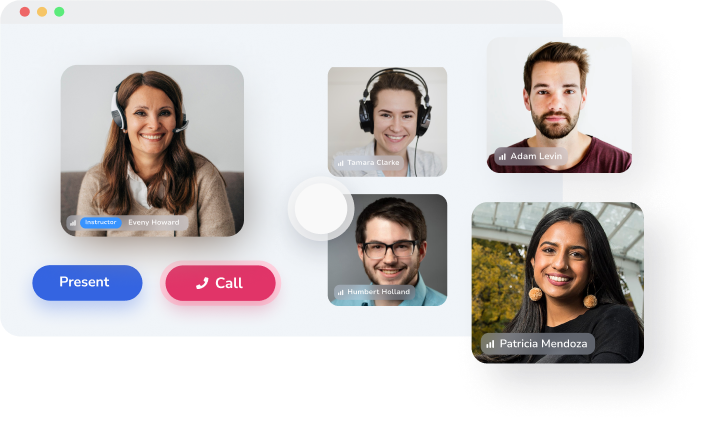 Instructor Eveny Howard
Present
Call
Tamara Clarke
Humbert Holland
Adam Levin
Patricia Mendoza